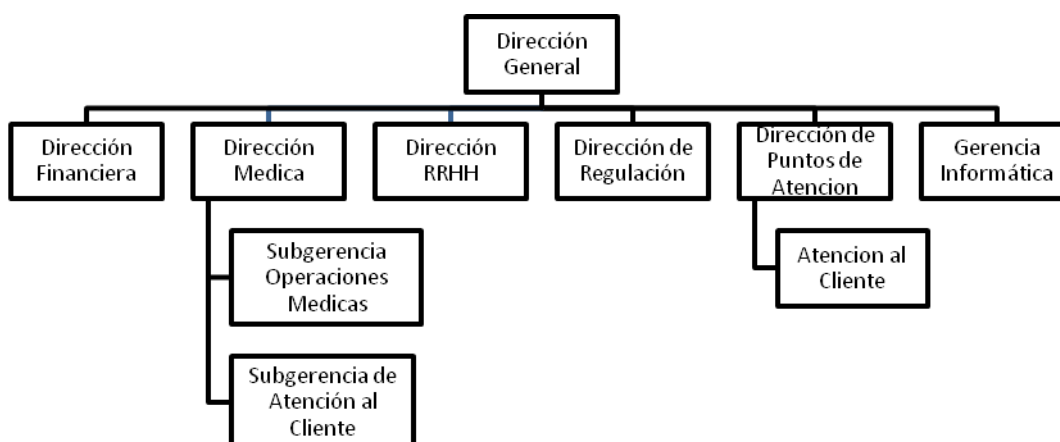 Dirección
General
Dirección
Financiera
Dirección
Medica
Dirección
RRHH
Dirección de
Regulación
Dirección de
Puntos de
Atencion
Gerencia
Informática
Subgerencia
Operaciones
Medicas
Atencion al
Cliente
Subgerencia de
Atención al
Cliente